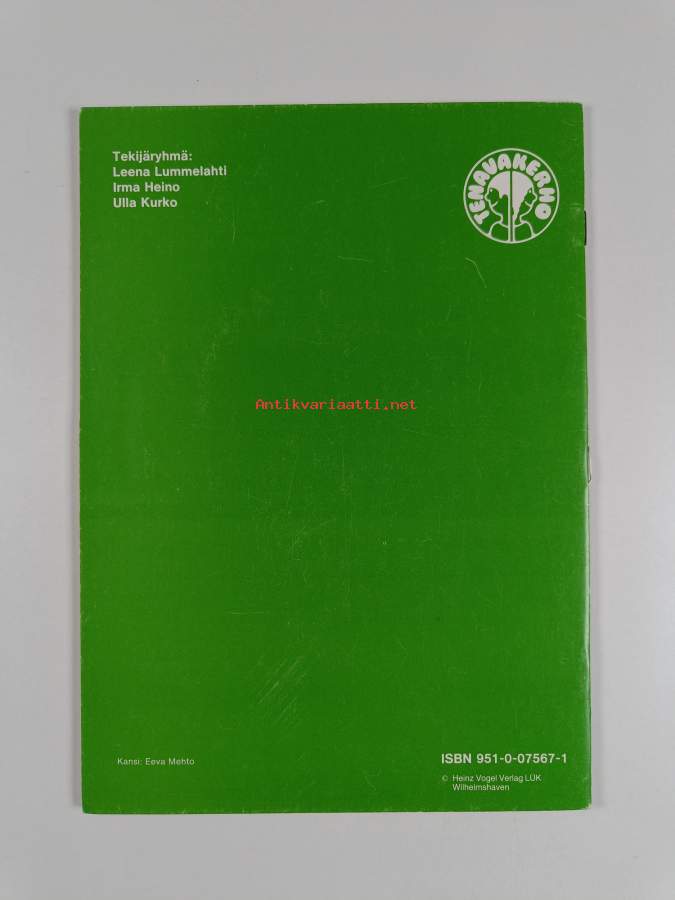 Tekijäryhmä:
Leena Lummelahti
Irma Heino
Ulla Kurko
TENAVAKERHO
Antikvariaatti.net
Kansi: Eeva Mehto
ISBN 951-0-07567-1
© Heinz Vogel Verlag LÜK
Wilhelmshaven